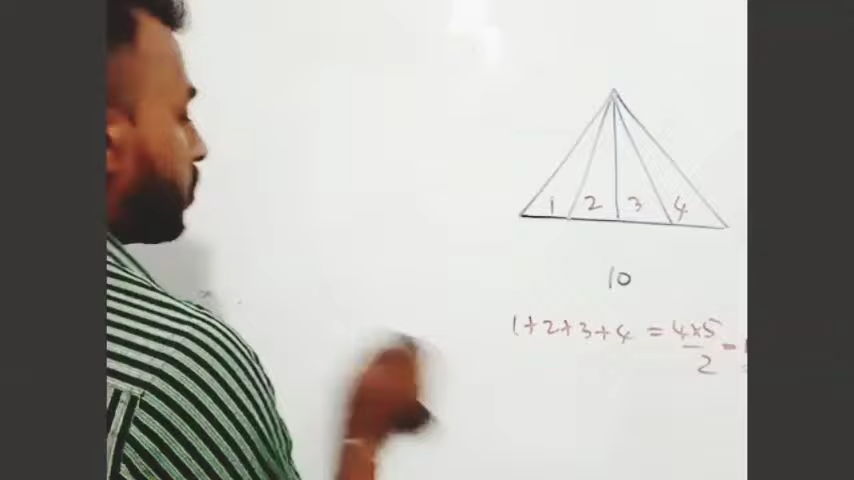 1 2 3 4
10
1+2+3+4 = 4×5/2 =